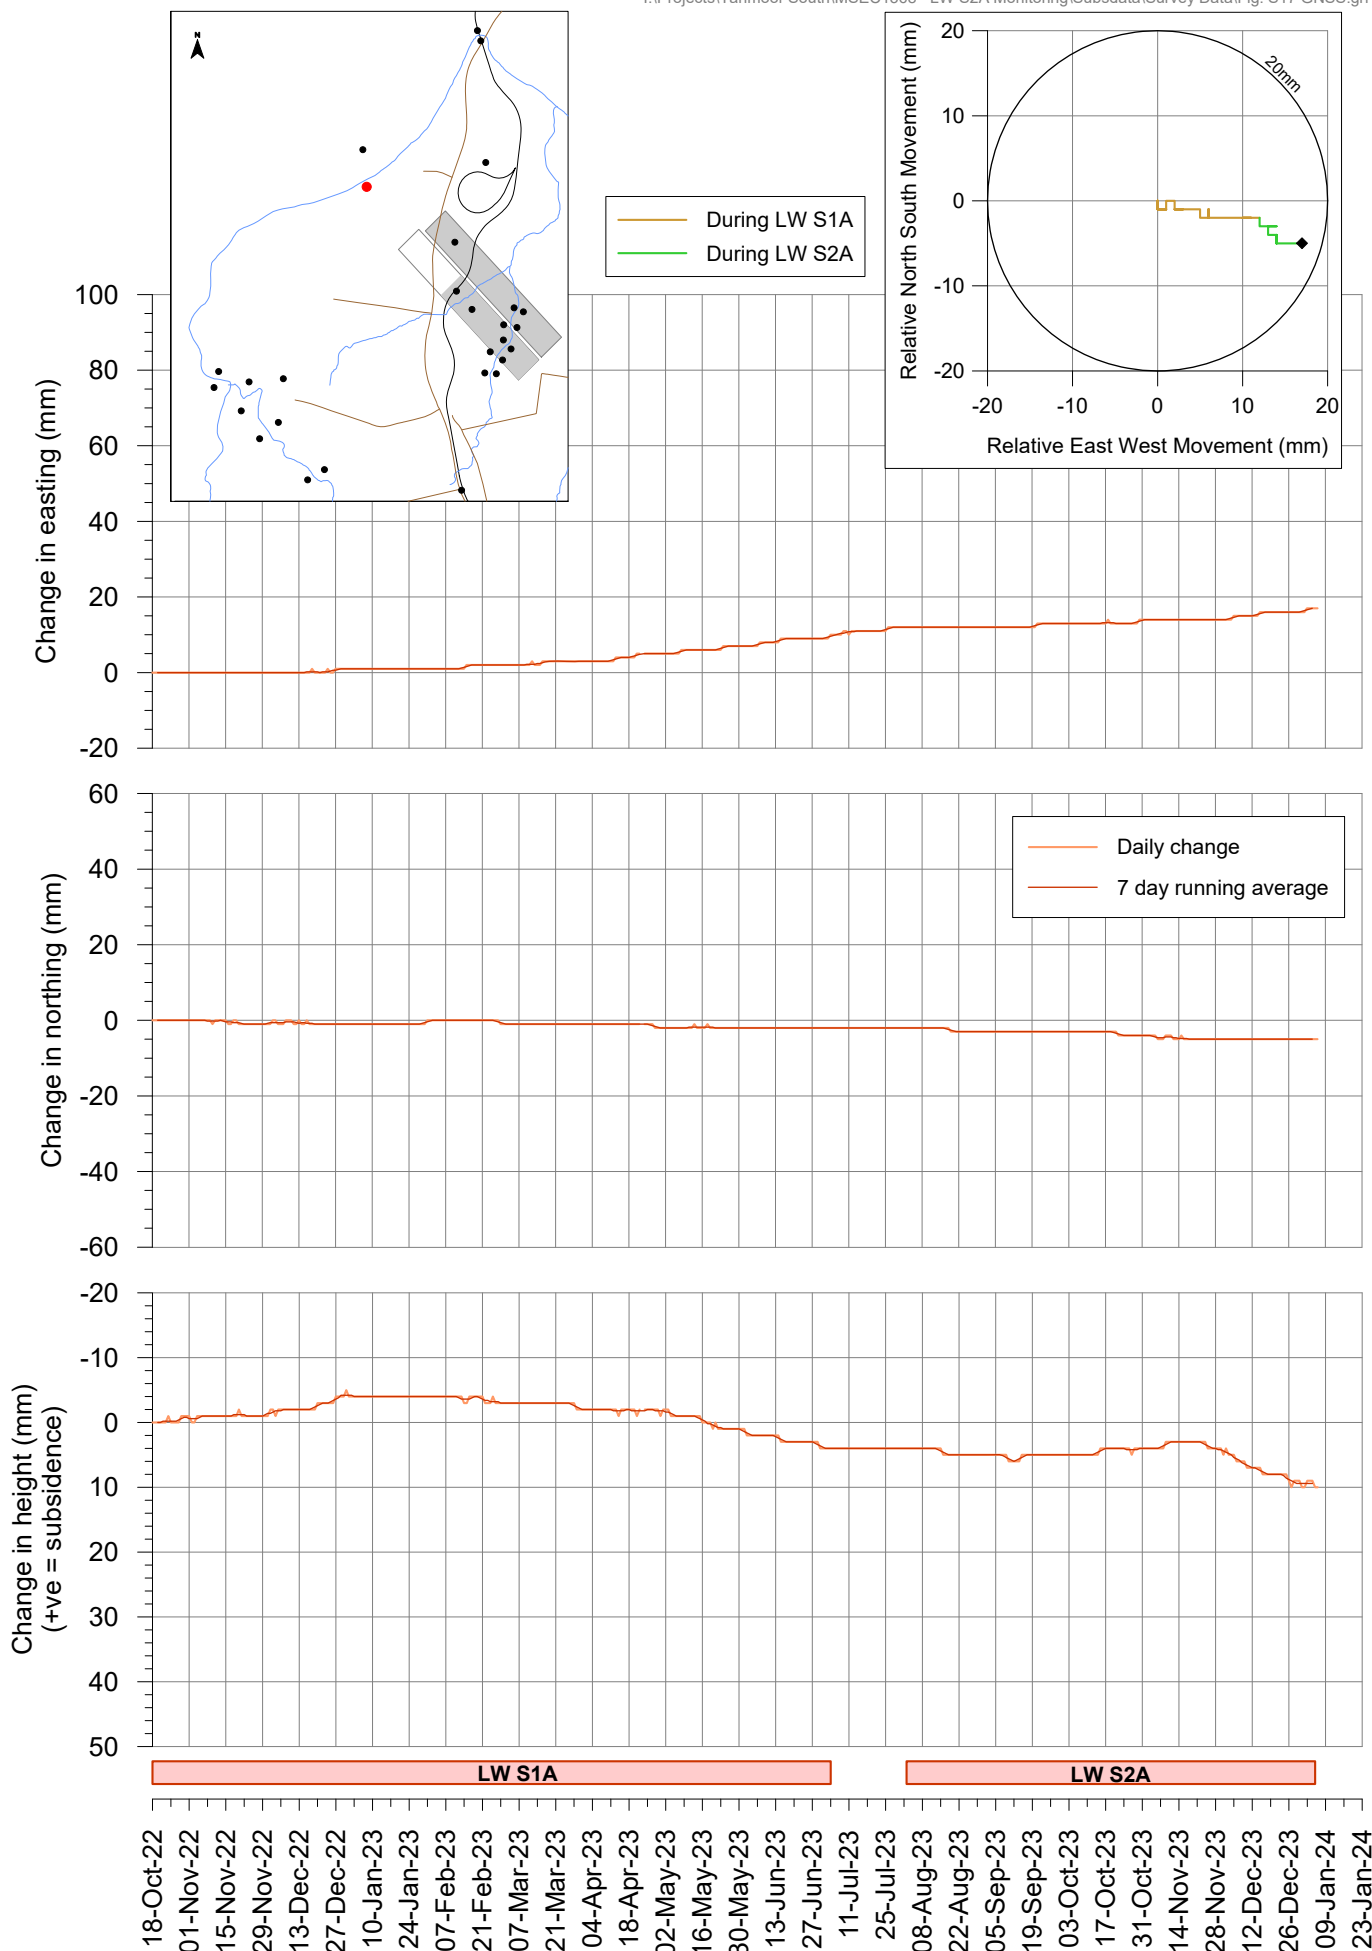 N
20mm
Relative North South Movement (mm)
20
10
0
-10
-20
-20 -10 0 10 20
Relative East West Movement (mm)
During LW S1A
During LW S2A
Change in easting (mm)
100
80
60
40
20
0
-20
Change in northing (mm)
60
40
20
0
-20
-40
-60
Daily change
7 day running average
Change in height (mm)
(+ve = subsidence)
-20
-10
0
10
20
30
40
50
LW S1A
LW S2A
18-Oct-22
01-Nov-22
15-Nov-22
29-Nov-22
13-Dec-22
27-Dec-22
10-Jan-23
24-Jan-23
07-Feb-23
21-Feb-23
07-Mar-23
21-Mar-23
04-Apr-23
18-Apr-23
02-May-23
16-May-23
30-May-23
13-Jun-23
27-Jun-23
11-Jul-23
25-Jul-23
08-Aug-23
22-Aug-23
05-Sep-23
19-Sep-23
03-Oct-23
17-Oct-23
31-Oct-23
14-Nov-23
28-Nov-23
12-Dec-23
26-Dec-23
09-Jan-24
23-Jan-24